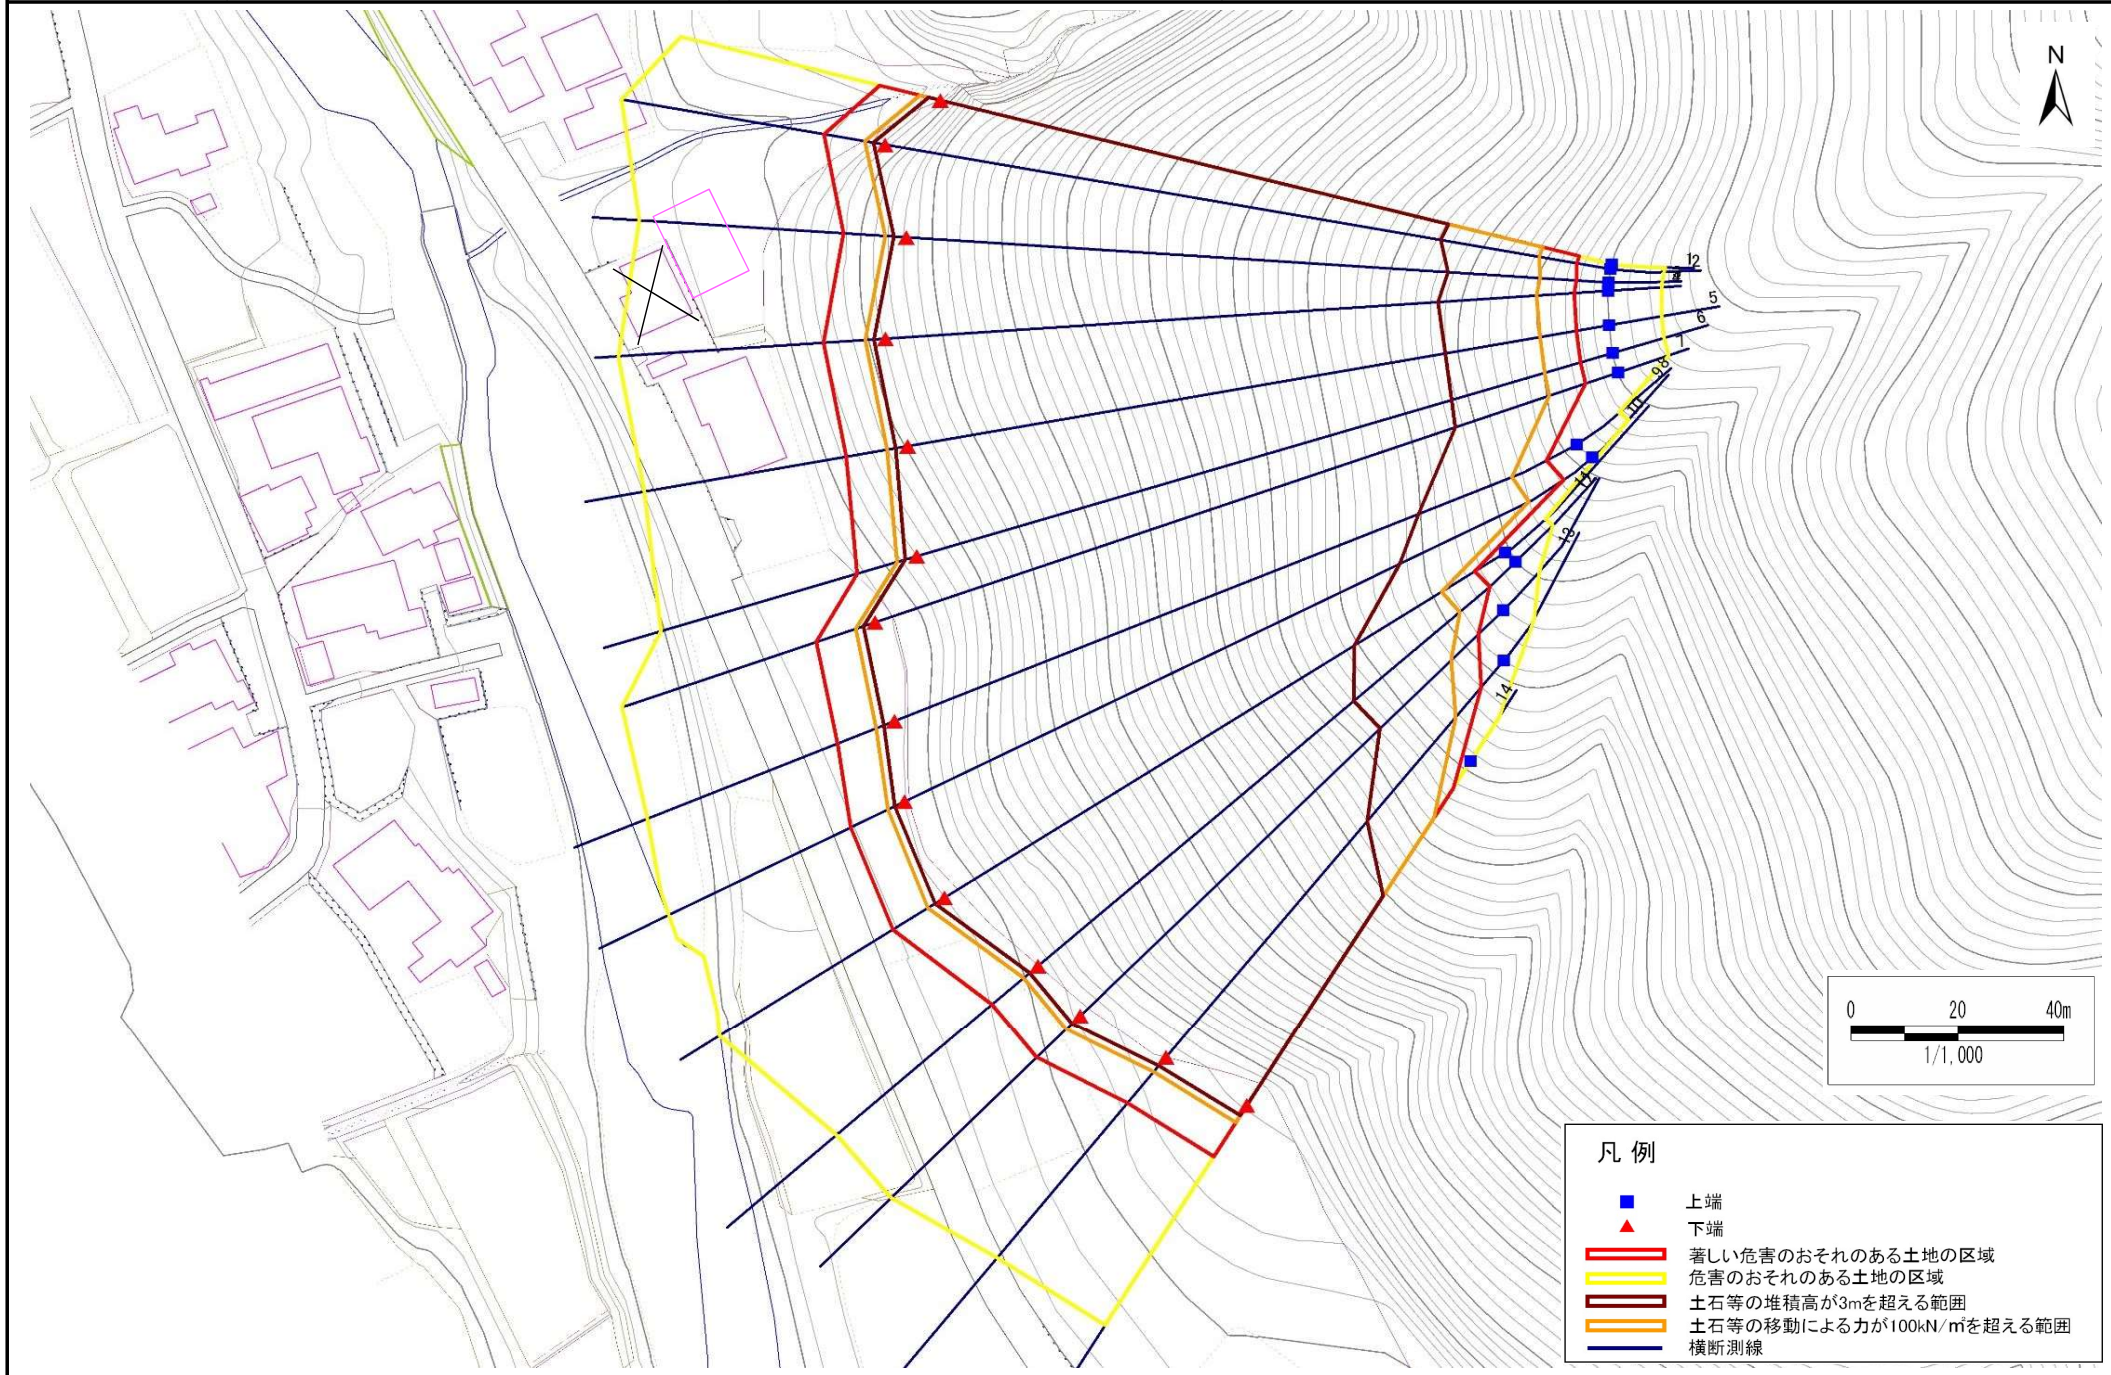 N
12
5
6
7
8
9
10
11
13
14
0 20 40m
1/1,000
凡 例
上端
下端
著しい危害のおそれのある土地の区域
危害のおそれのある土地の区域
土石等の堆積高が3mを超える範囲
土石等の移動による力が100kN/㎡を超える範囲
横断測線